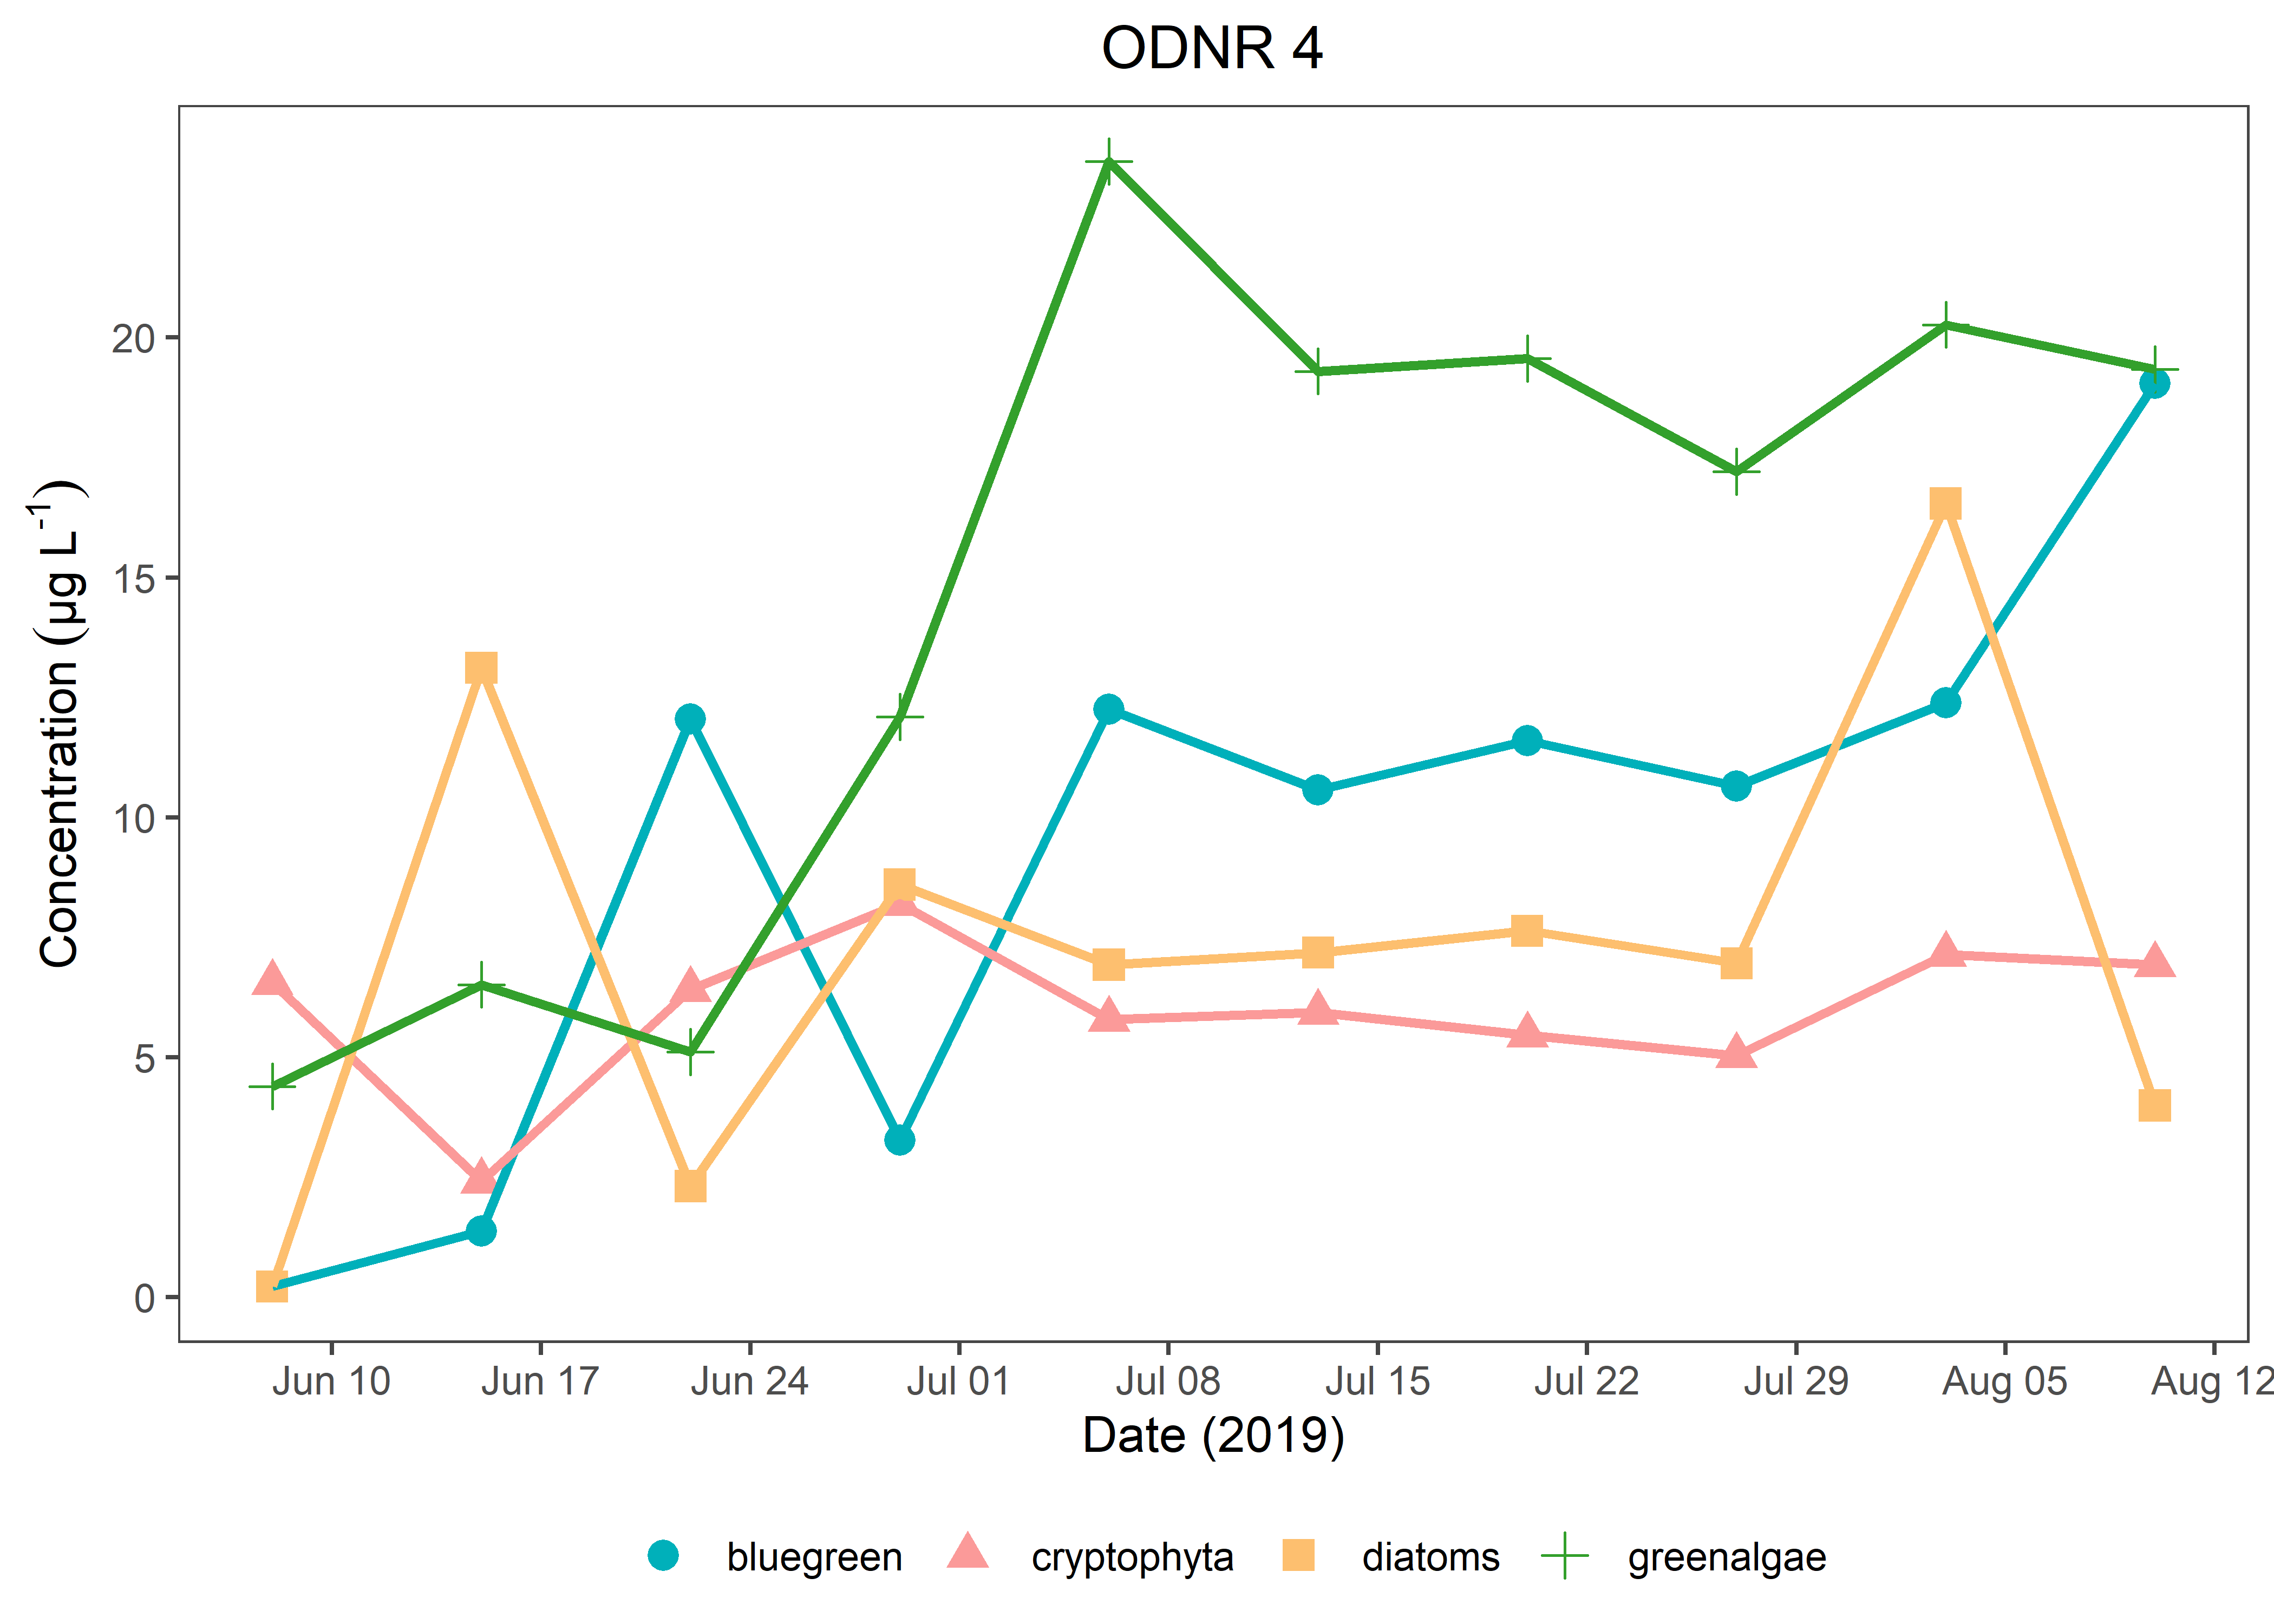 ODNR 4
Concentration (µg L⁻¹)
20
15
10
5
0
Jun 10 Jun 17 Jun 24 Jul 01 Jul 08 Jul 15 Jul 22 Jul 29 Aug 05 Aug 12
Date (2019)
bluegreen cryptophyta diatoms greenalgae